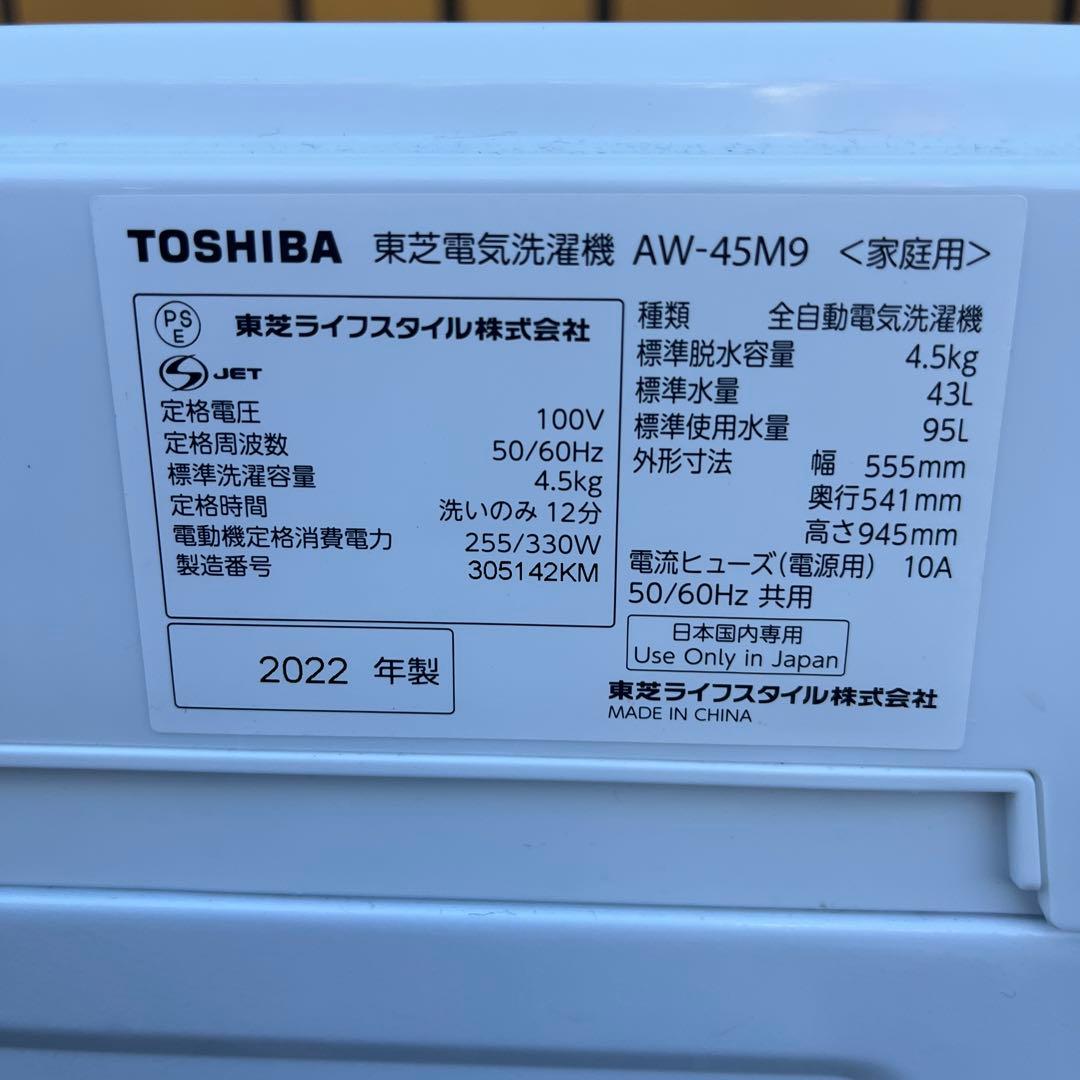 TOSHIBA 東芝電気洗濯機 AW-45M9 <家庭用>
PSE 東芝ライフスタイル株式会社
S JET
定格電圧 100V
定格周波数 50/60Hz
標準洗濯容量 4.5kg
定格時間 洗いのみ 12分
電動機定格消費電力 255/330W
製造番号 305142KM
2022 年製
種類 全自動電気洗濯機
標準脱水容量 4.5kg
標準水量 43L
標準使用水量 95L
外形寸法 幅 555mm
奥行541mm
高さ945mm
電流ヒューズ(電源用) 10A
50/60Hz 共用
日本国内専用
Use Only in Japan
東芝ライフスタイル株式会社
MADE IN CHINA